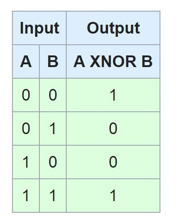 Input Output
A B A XNOR B
0 0 1
0 1 0
1 0 0
1 1 1